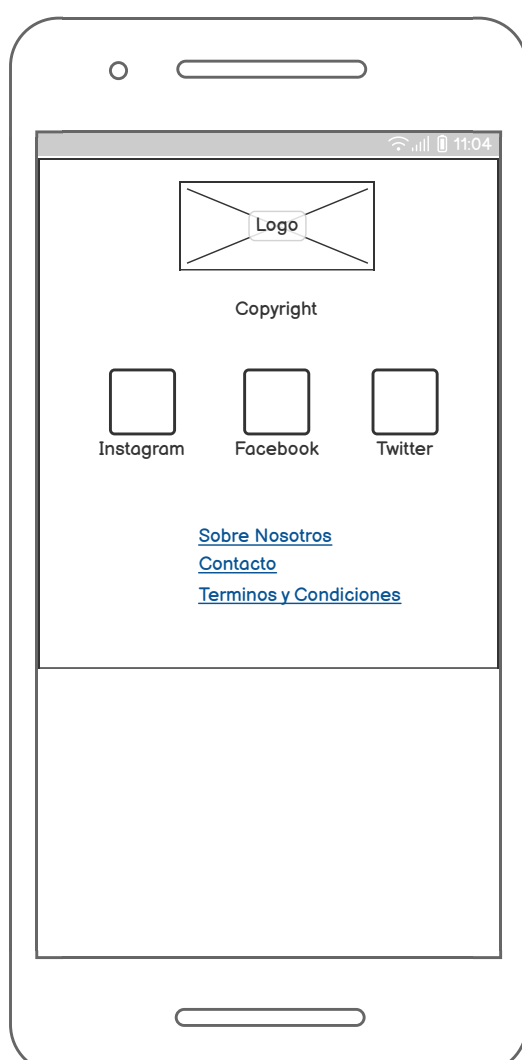 11:04
Logo
Copyright
Instagram Facebook Twitter
Sobre Nosotros
Contacto
Terminos y Condiciones